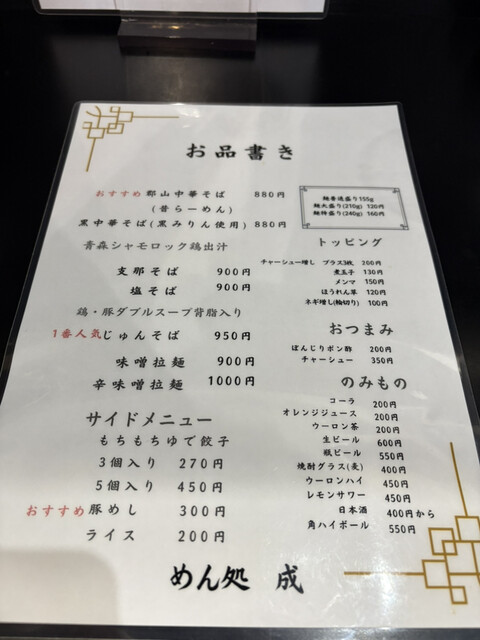 お品書き
おすすめ 郡山中華そば 880円
(昔らーめん)
黒中華そば(黒みりん使用) 880円
青森シャモロック鶏出汁
支那そば 900円
塩そば 900円
鶏・豚ダブルスープ背脂入り
1番人気じゅんそば 950円
味噌拉麺 900円
辛味噌拉麺 1000円
サイドメニュー
もちもちゆで餃子
3個入り 270円
5個入り 450円
おすすめ 豚めし 300円
ライス 200円
麺普通盛り155g
麺大盛り(210g) 120円
麺特盛り(240g) 160円
トッピング
チャーシュー増し プラス3枚 200円
煮玉子 130円
メンマ 150円
ほうれん草 120円
ネギ増し(輪切り) 100円
おつまみ
ぼんじりポン酢 200円
チャーシュー 350円
のみもの
コーラ 200円
オレンジジュース 200円
ウーロン茶 200円
生ビール 600円
瓶ビール 550円
焼酎グラス(麦) 400円
ウーロンハイ 450円
レモンサワー 450円
日本酒 400円から
角ハイボール 550円
めん処 成